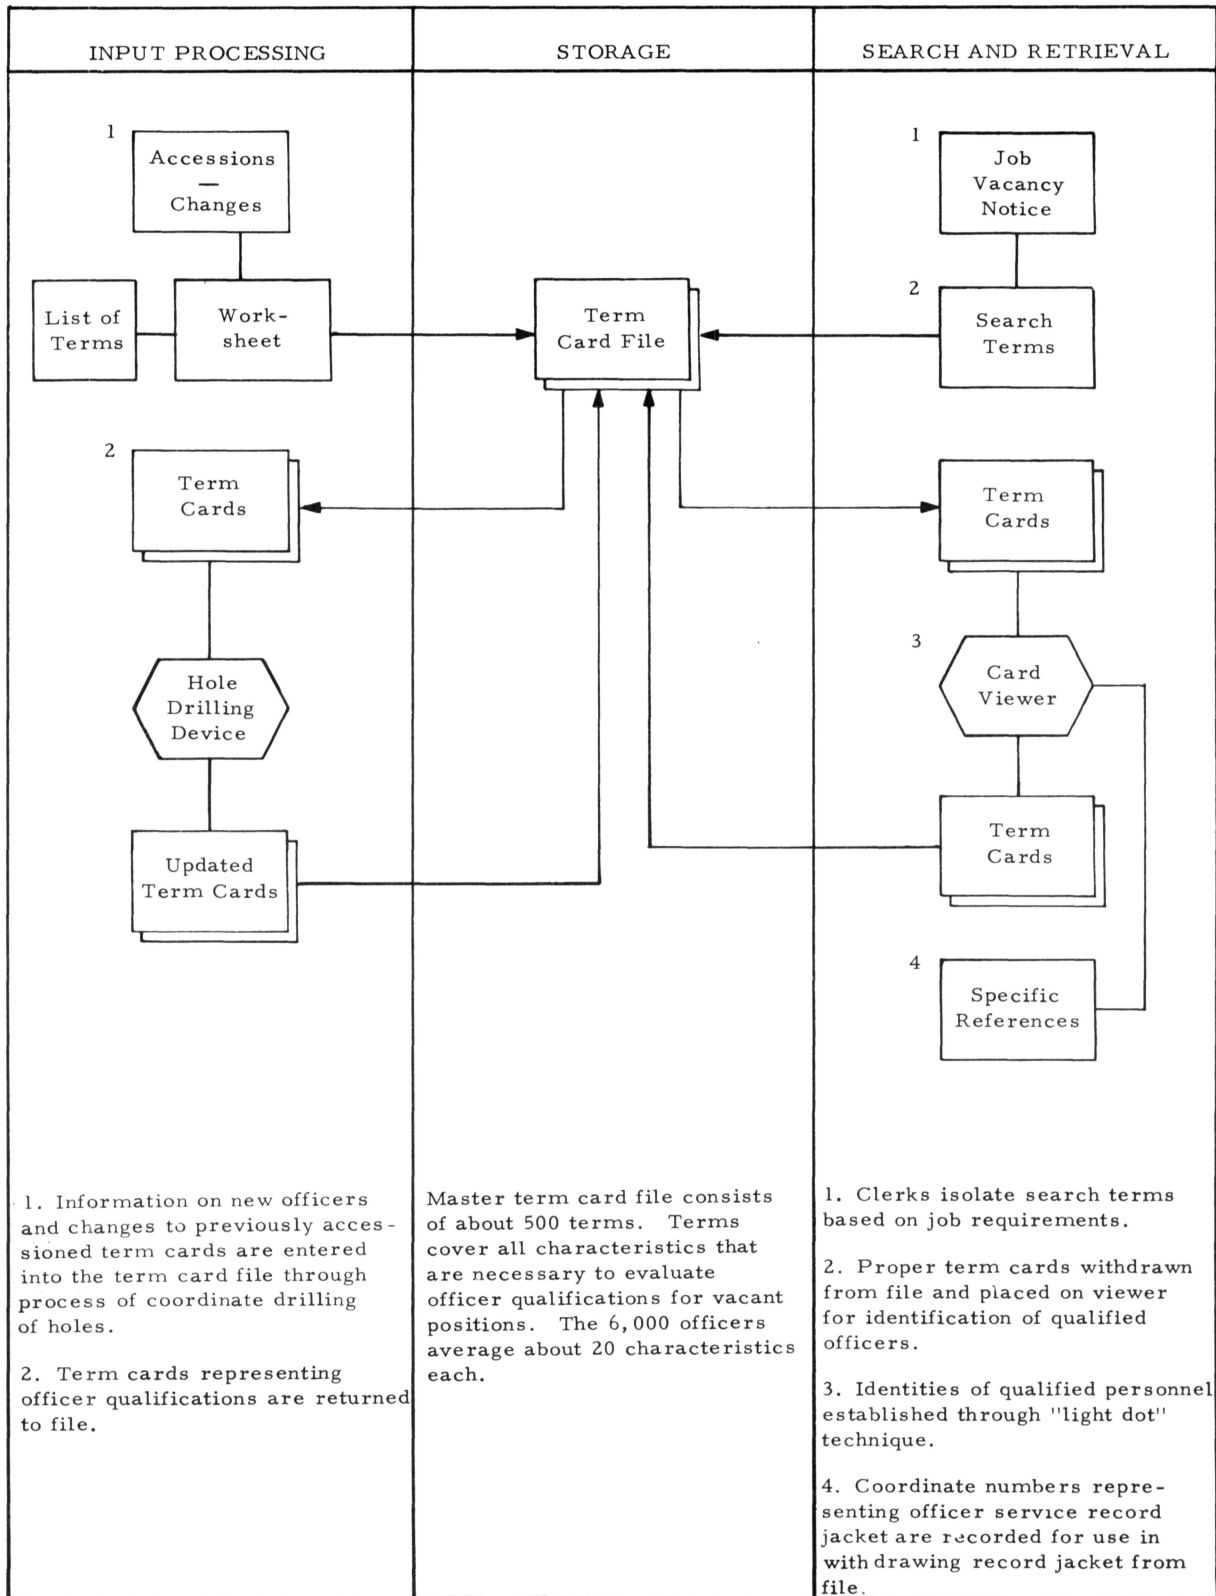 INPUT PROCESSING
STORAGE
SEARCH AND RETRIEVAL
1
Accessions
—
Changes
List of
Terms
Work-
sheet
2
Term
Cards
Hole
Drilling
Device
Updated
Term Cards
Term
Card File
1
Job
Vacancy
Notice
2
Search
Terms
Term
Cards
3
Card
Viewer
Term
Cards
4
Specific
References
1. Information on new officers
and changes to previously acces-
sioned term cards are entered
into the term card file through
process of coordinate drilling
of holes.
2. Term cards representing
officer qualifications are returned
to file.
Master term card file consists
of about 500 terms. Terms
cover all characteristics that
are necessary to evaluate
officer qualifications for vacant
positions. The 6,000 officers
average about 20 characteristics
each.
1. Clerks isolate search terms
based on job requirements.
2. Proper term cards withdrawn
from file and placed on viewer
for identification of qualified
officers.
3. Identities of qualified personnel
established through "light dot"
technique.
4. Coordinate numbers repre-
senting officer service record
jacket are recorded for use in
with drawing record jacket from
file.